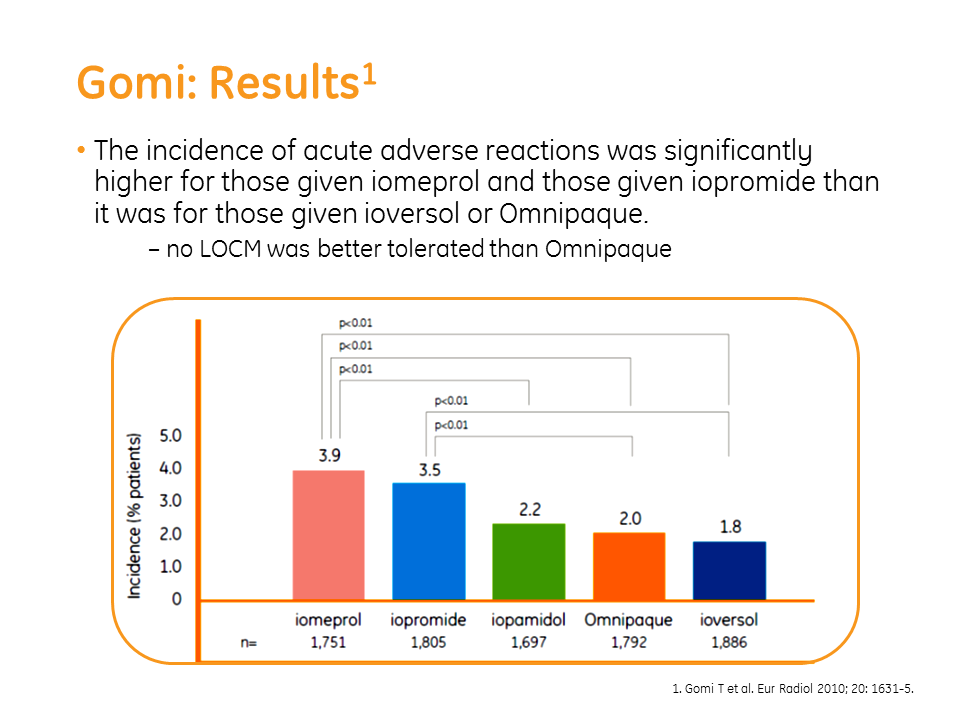 Gomi: Results1
• The incidence of acute adverse reactions was significantly
higher for those given iomeprol and those given iopromide than
it was for those given ioversol or Omnipaque.
– no LOCM was better tolerated than Omnipaque
p<0.01
p<0.01
p<0.01
p<0.01
p<0.01
Incidence (% patients)
5.0
4.0
3.0
2.0
1.0
0
3.9
3.5
2.2
2.0
1.8
iomeprol iopromide iopamidol Omnipaque ioversol
n= 1,751 1,805 1,697 1,792 1,886
1. Gomi T et al. Eur Radiol 2010; 20: 1631-5.